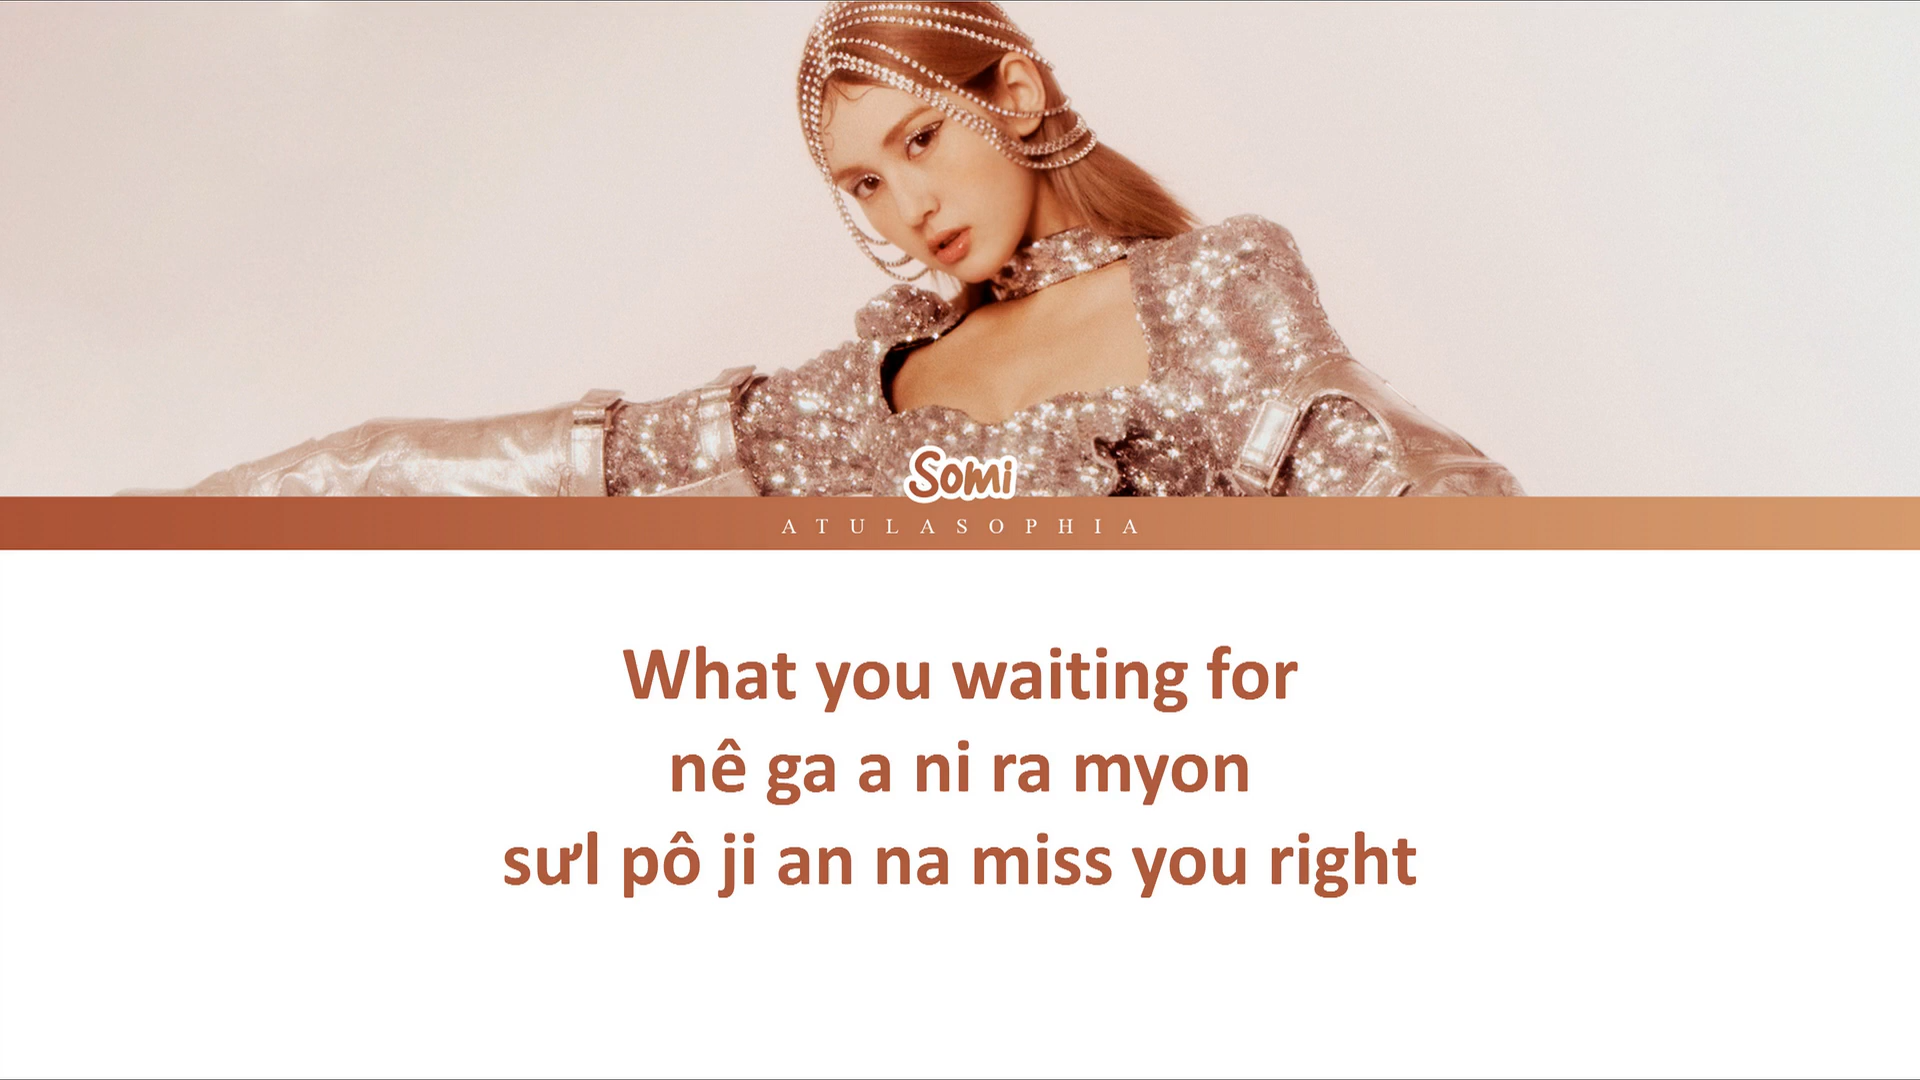 Somi
ATULASOPHIA
What you waiting for
nê ga a ni ra myon
sưl pô ji an na miss you right